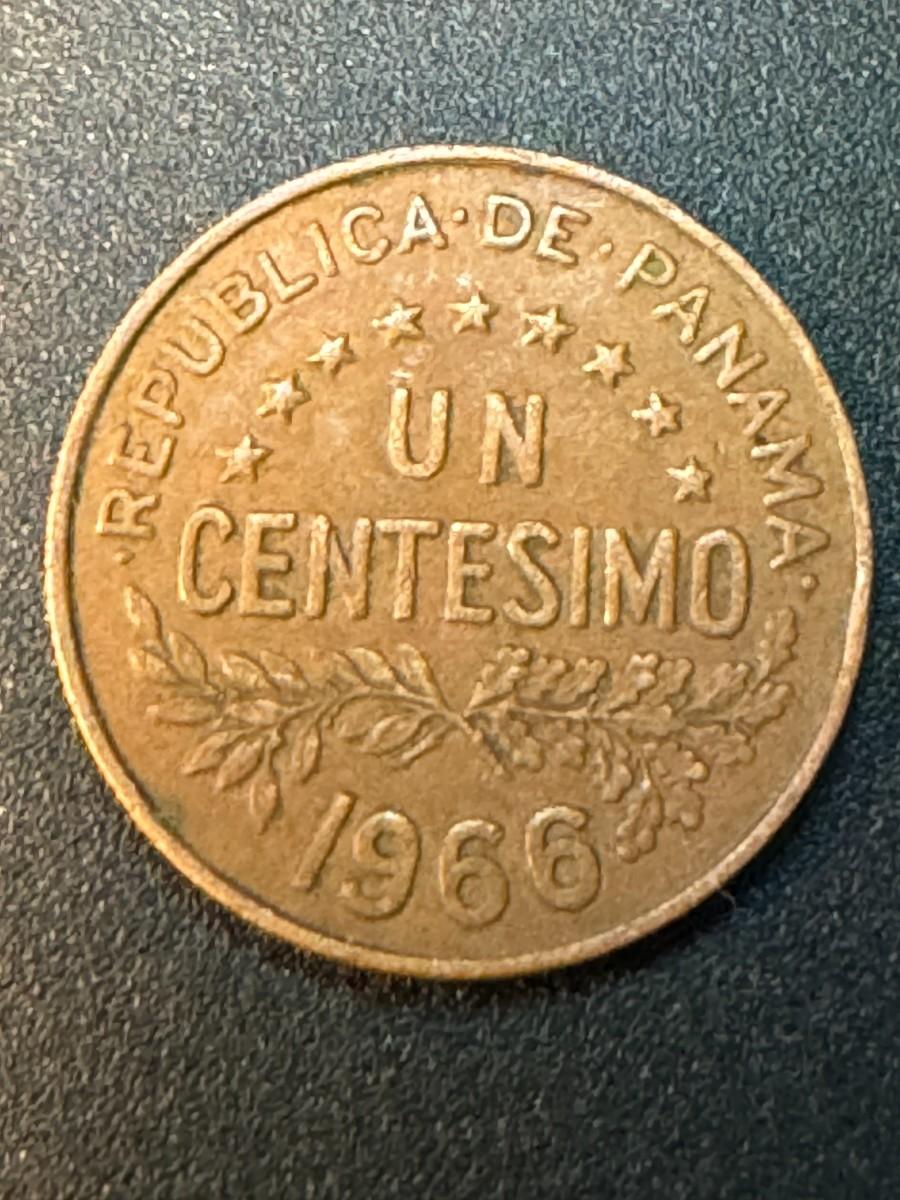 ·REPUBLICA·DE·PANAMA·
UN
CENTESIMO
1966